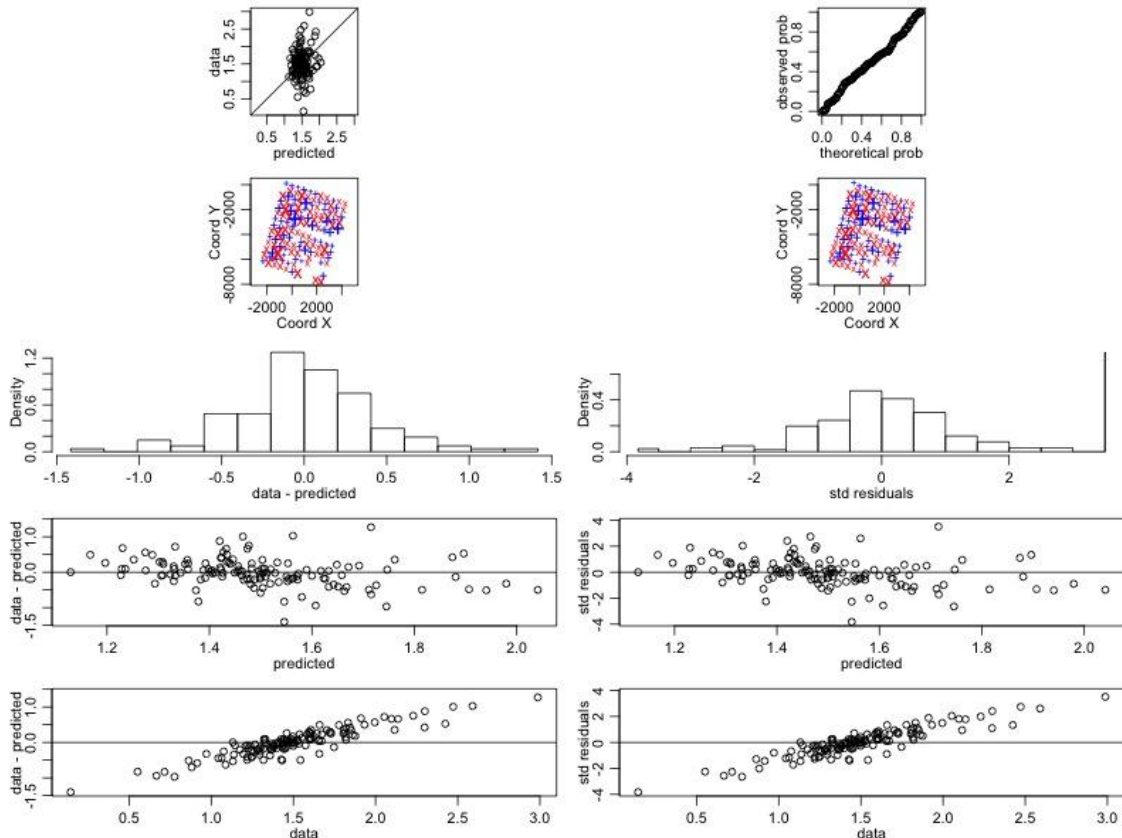 data
0.5 1.5 2.5
0.5 1.5 2.5
predicted
observed prob
0.0 0.4 0.8
0.0 0.4 0.8
theoretical prob
Coord Y
-8000 -2000
-2000 2000
Coord X
Coord Y
-8000 -2000
-2000 2000
Coord X
Density
0.0 0.6 1.2
-1.5 -0.5 0.0 0.5 1.0 1.5
data - predicted
Density
0.0 0.4
-4 -2 0 2
std residuals
data - predicted
-1.5 0.0 1.0
1.2 1.4 1.6 1.8 2.0
predicted
std residuals
-4 -2 0 2 4
1.2 1.4 1.6 1.8 2.0
predicted
data - predicted
-1.5 0.0 1.0
0.5 1.0 1.5 2.0 2.5 3.0
data
std residuals
-4 -2 0 2 4
0.5 1.0 1.5 2.0 2.5 3.0
data